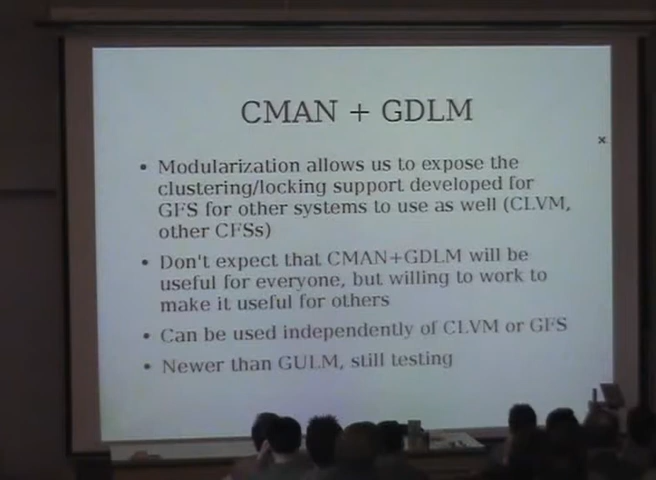 CMAN + GDLM
• Modularization allows us to expose the
clustering/locking support developed for
GFS for other systems to use as well (CLVM,
other CFSs)
• Don't expect that CMAN+GDLM will be
useful for everyone, but willing to work to
make it useful for others
• Can be used independently of CLVM or GFS
• Newer than GULM, still testing